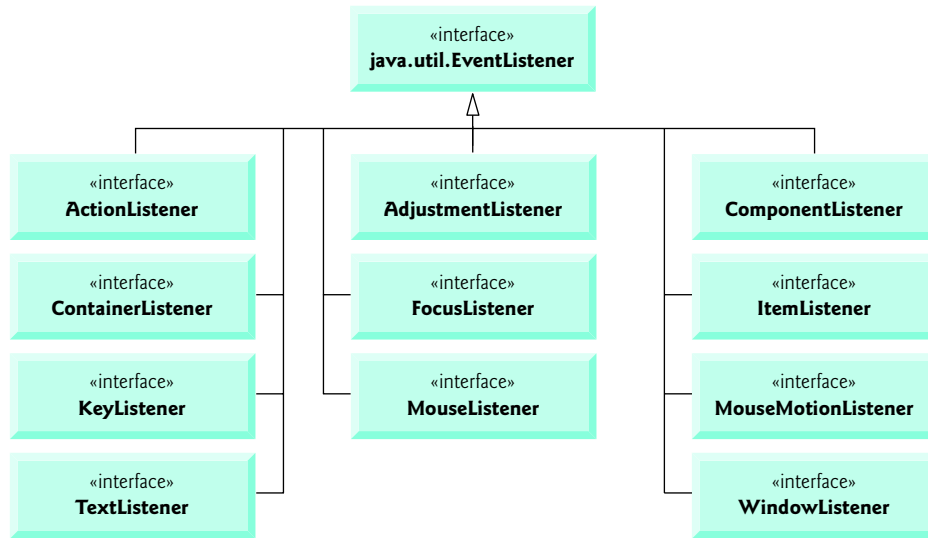 «interface»
java.util.EventListener
«interface»
ActionListener
«interface»
AdjustmentListener
«interface»
ComponentListener
«interface»
ContainerListener
«interface»
FocusListener
«interface»
ItemListener
«interface»
KeyListener
«interface»
MouseListener
«interface»
MouseMotionListener
«interface»
TextListener
«interface»
WindowListener